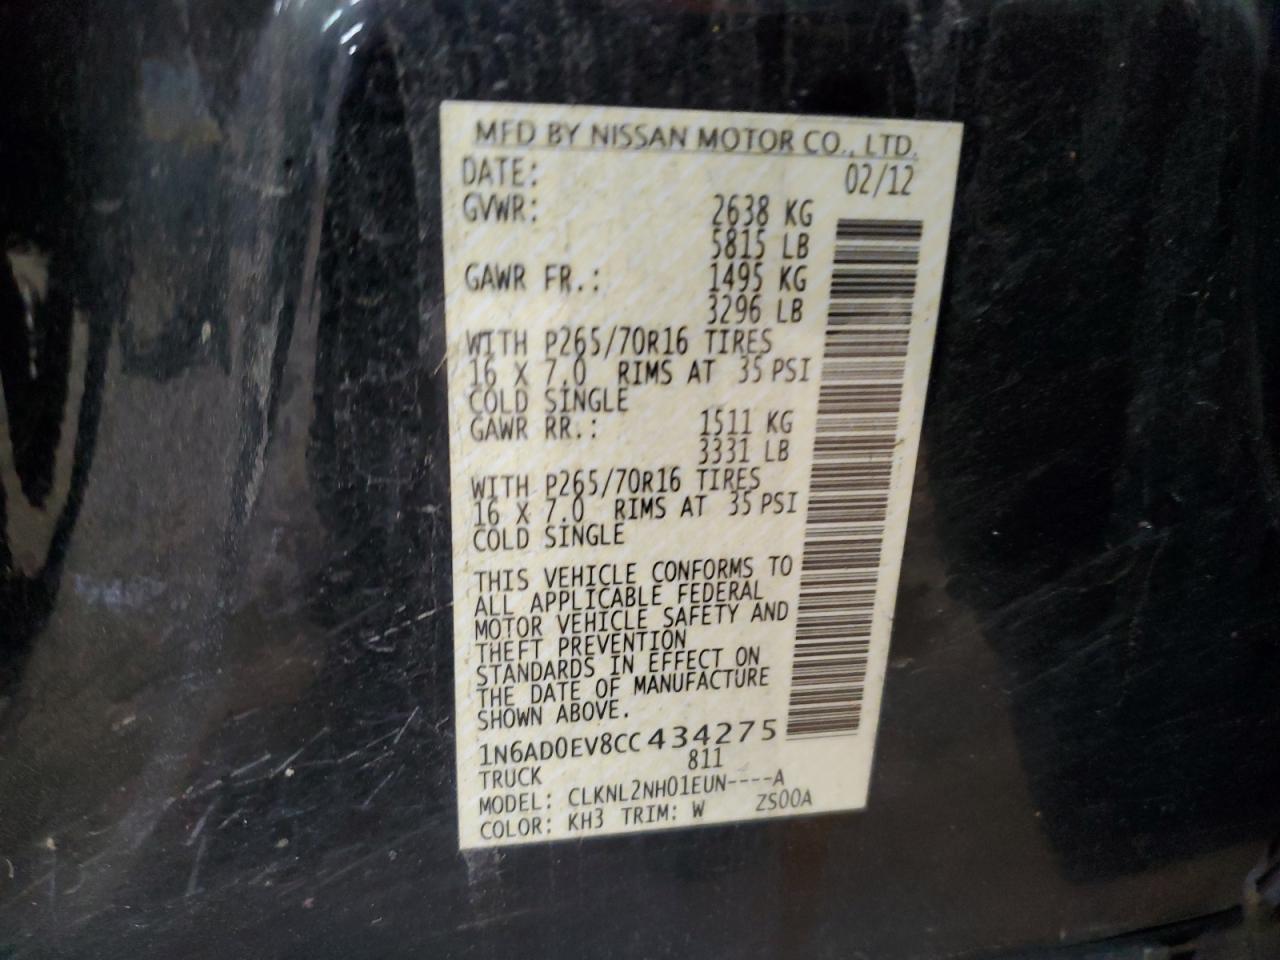 MFD BY NISSAN MOTOR CO., LTD.
DATE: 02/12
GVWR: 2638 KG
5815 LB
GAWR FR.: 1495 KG
3296 LB
WITH P265/70R16 TIRES
16 X 7.0 RIMS AT 35 PSI
COLD SINGLE
GAWR RR.: 1511 KG
3331 LB
WITH P265/70R16 TIRES
16 X 7.0 RIMS AT 35 PSI
COLD SINGLE
THIS VEHICLE CONFORMS TO
ALL APPLICABLE FEDERAL
MOTOR VEHICLE SAFETY AND
THEFT PREVENTION
STANDARDS IN EFFECT ON
THE DATE OF MANUFACTURE
SHOWN ABOVE.
1N6AD0EV8CC434275
TRUCK 811
MODEL: CLKNL2NH01EUN----A
COLOR: KH3 TRIM: W ZS00A